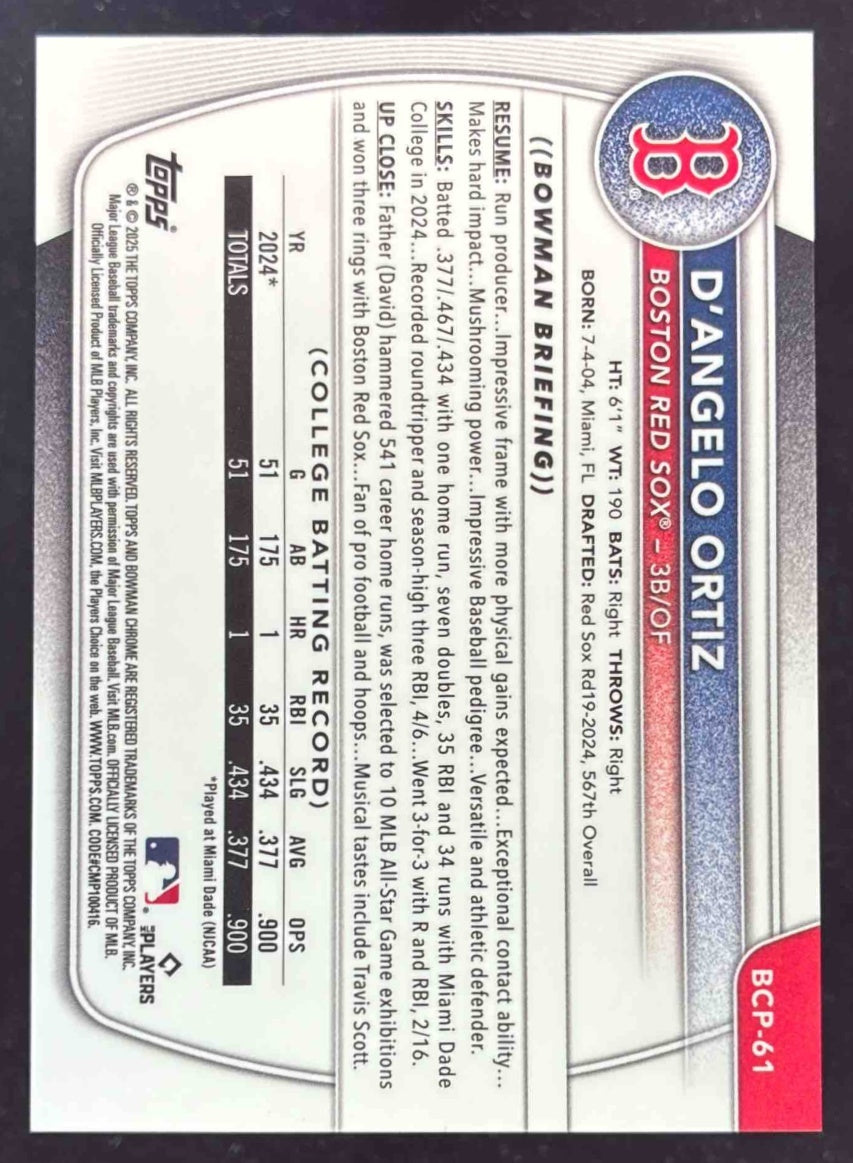 BCP-61
B®
D'ANGELO ORTIZ
BOSTON RED SOX® – 3B/OF
HT: 6'1" WT: 190 BATS: Right THROWS: Right
BORN: 7-4-04, Miami, FL DRAFTED: Red Sox Rd19-2024, 567th Overall
((BOWMAN BRIEFING))
RESUME: Run producer...Impressive frame with more physical gains expected...Exceptional contact ability...
Makes hard impact...Mushrooming power...Impressive Baseball pedigree...Versatile and athletic defender.
SKILLS: Batted .377/.467/.434 with one home run, seven doubles, 35 RBI and 34 runs with Miami Dade
College in 2024...Recorded roundtripper and season-high three RBI, 4/6...Went 3-for-3 with R and RBI, 2/16.
UP CLOSE: Father (David) hammered 541 career home runs, was selected to 10 MLB All-Star Game exhibitions
and won three rings with Boston Red Sox...Fan of pro football and hoops...Musical tastes include Travis Scott.
(COLLEGE BATTING RECORD)
YR G AB HR RBI SLG AVG OPS
2024* 51 175 1 35 .434 .377 .900
TOTALS 51 175 1 35 .434 .377 .900
*Played at Miami Dade (NJCAA)
topps®
MLB PLAYERS
® & © 2025 THE TOPPS COMPANY, INC. ALL RIGHTS RESERVED. TOPPS AND BOWMAN CHROME ARE REGISTERED TRADEMARKS OF THE TOPPS COMPANY, INC.
Major League Baseball trademarks and copyrights are used with permission of Major League Baseball. Visit MLB.com. OFFICIALLY LICENSED PRODUCT OF MLB.
Officially Licensed Product of MLB Players, Inc. Visit MLBPLAYERS.COM, the Players Choice on the web. WWW.TOPPS.COM. CODE#CMP100416.